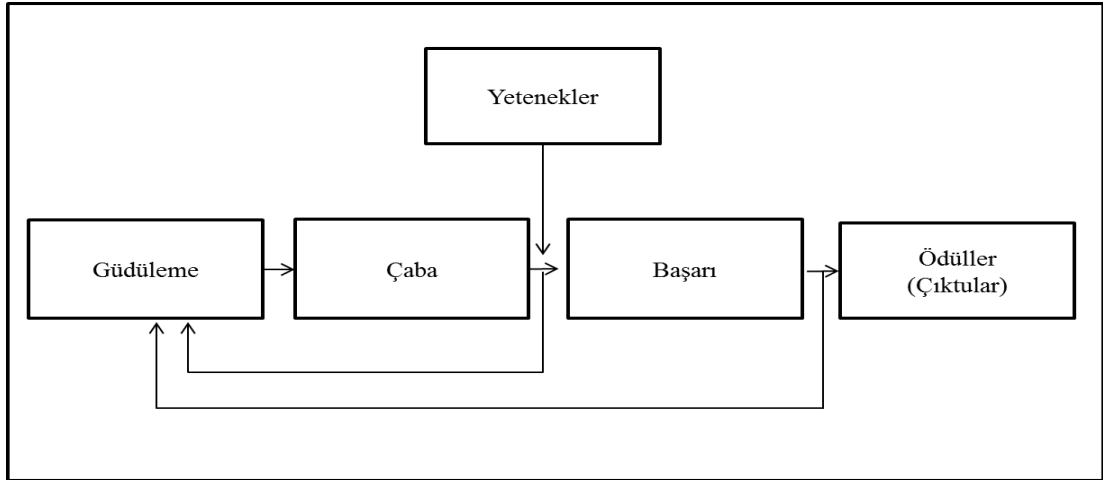 Yetenekler
Güdüleme
Çaba
Başarı
Ödüller
(Çıktular)